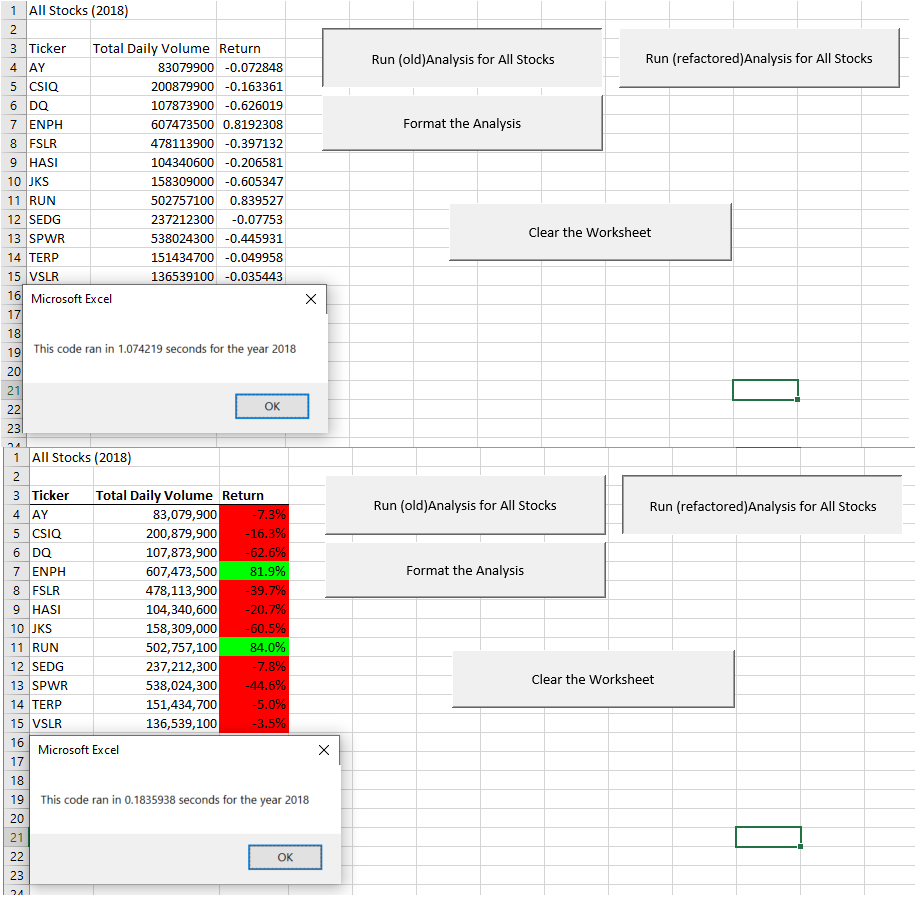 1 All Stocks (2018)
2
3 Ticker Total Daily Volume Return
Run (old)Analysis for All Stocks
Run (refactored)Analysis for All Stocks
4 AY 83079900 -0.072848
5 CSIQ 200879900 -0.163361
6 DQ 107873900 -0.626019
7 ENPH 607473500 0.8192308
Format the Analysis
8 FSLR 478113900 -0.397132
9 HASI 104340600 -0.206581
10 JKS 158309000 -0.605347
11 RUN 502757100 0.839527
12 SEDG 237212300 -0.07753
13 SPWR 538024300 -0.445931
Clear the Worksheet
14 TERP 151434700 -0.049958
15 VSLR 136539100 -0.035443
16
Microsoft Excel
17
18
19
This code ran in 1.074219 seconds for the year 2018
20
21
22
OK
23
24
1 All Stocks (2018)
2
3 Ticker Total Daily Volume Return
Run (old)Analysis for All Stocks
Run (refactored)Analysis for All Stocks
4 AY 83,079,900 -7.3%
5 CSIQ 200,879,900 -16.3%
6 DQ 107,873,900 -62.6%
7 ENPH 607,473,500 81.9%
Format the Analysis
8 FSLR 478,113,900 -39.7%
9 HASI 104,340,600 -20.7%
10 JKS 158,309,000 -60.5%
11 RUN 502,757,100 84.0%
12 SEDG 237,212,300 -7.8%
13 SPWR 538,024,300 -44.6%
Clear the Worksheet
14 TERP 151,434,700 -5.0%
15 VSLR 136,539,100 -3.5%
16
Microsoft Excel
17
18
19
This code ran in 0.1835938 seconds for the year 2018
20
21
22
OK
23
24